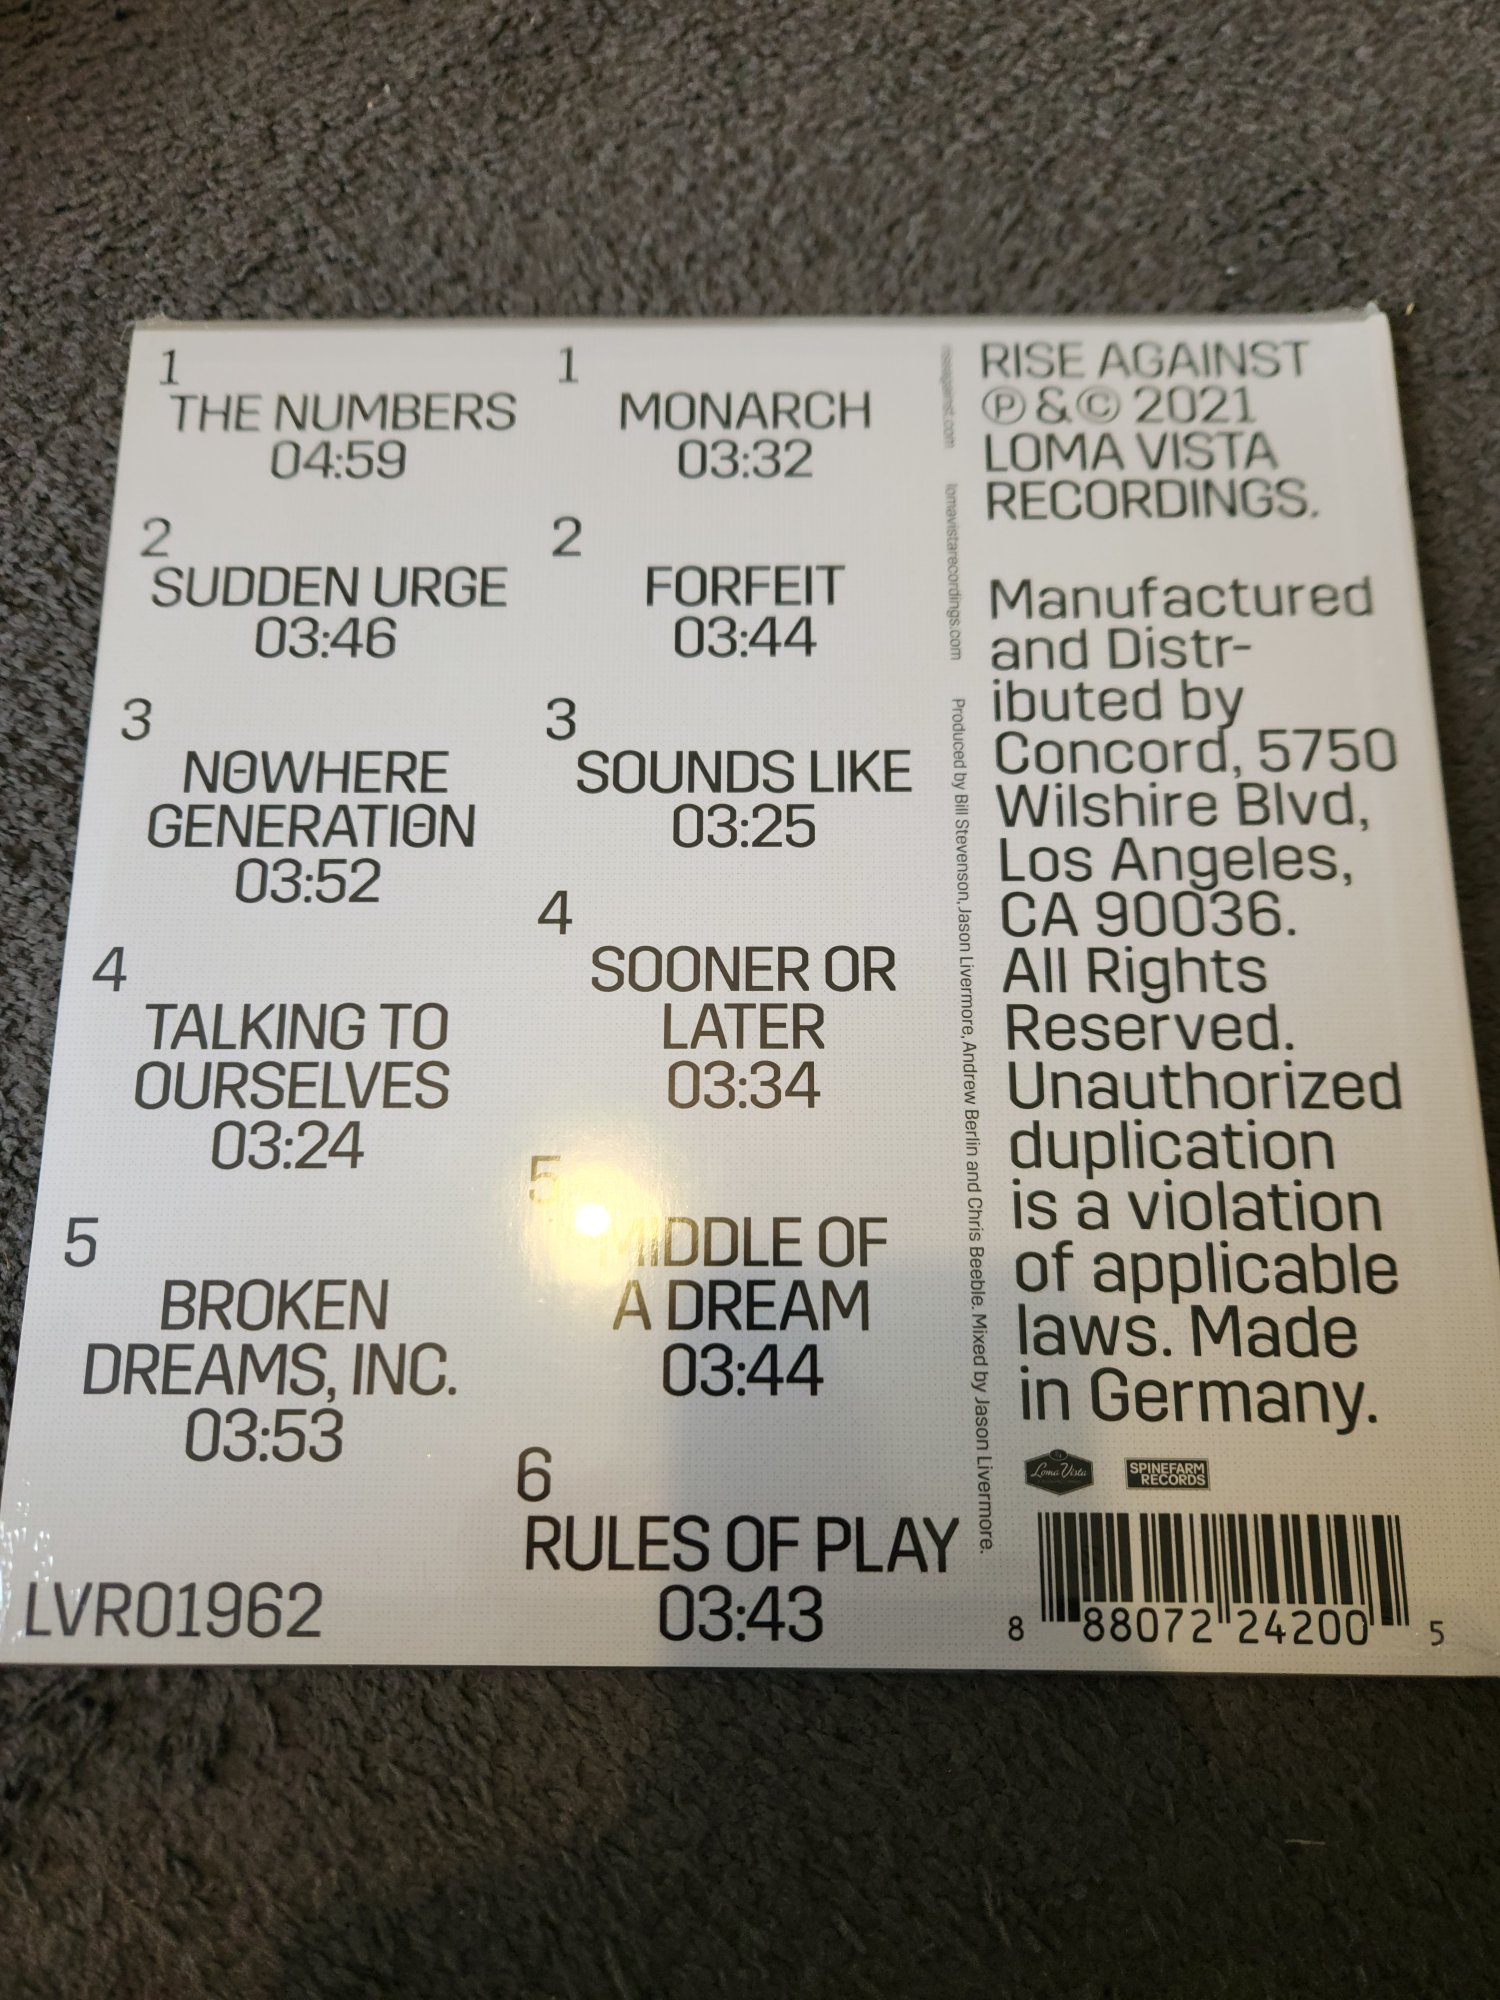 1
THE NUMBERS
04:59
2
SUDDEN URGE
03:46
3
NOWHERE
GENERATION
03:52
4
TALKING TO
OURSELVES
03:24
5
BROKEN
DREAMS, INC.
03:53
LVR01962
1
MONARCH
03:32
2
FORFEIT
03:44
3
SOUNDS LIKE
03:25
4
SOONER OR
LATER
03:34
5
MIDDLE OF
A DREAM
03:44
6
RULES OF PLAY
03:43
riseagainst.com lomavistarecordings.com Produced by Bill Stevenson, Jason Livermore, Andrew Berlin and Chris Beeble. Mixed by Jason Livermore.
RISE AGAINST
℗ & © 2021
LOMA VISTA
RECORDINGS.
Manufactured
and Distr-
ibuted by
Concord, 5750
Wilshire Blvd,
Los Angeles,
CA 90036.
All Rights
Reserved.
Unauthorized
duplication
is a violation
of applicable
laws. Made
in Germany.
Loma Vista
SPINEFARM
RECORDS
8 88072 24200 5